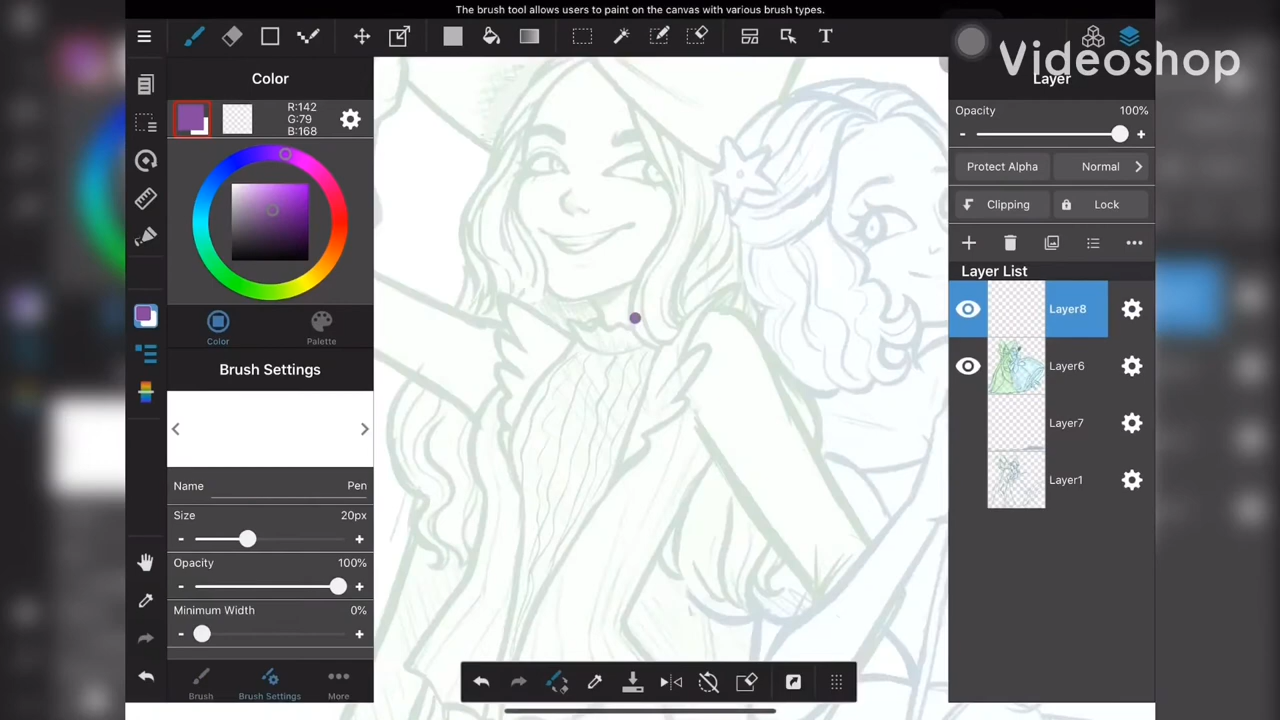 The brush tool allows users to paint on the canvas with various brush types.
Videoshop
Color
R:142
G:79
B:168
Color
Palette
Brush Settings
Name Pen
Size 20px
- +
Opacity 100%
- +
Minimum Width 0%
- +
Brush
Brush Settings
More
T
Layer
Opacity 100%
- +
Protect Alpha
Normal
Clipping
Lock
Layer List
Layer8
Layer6
Layer7
Layer1